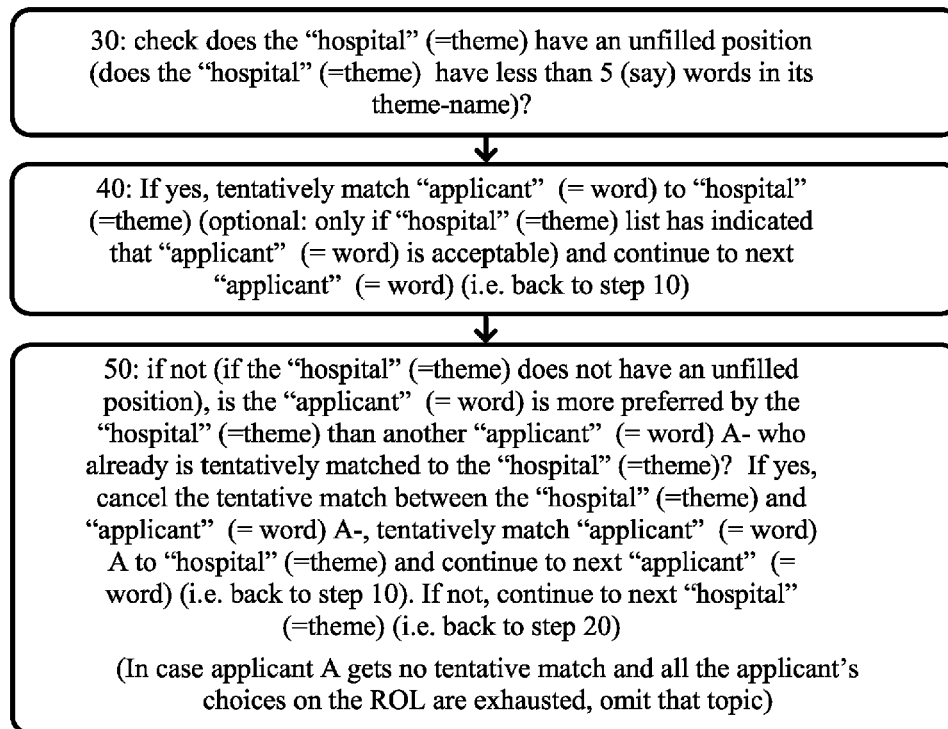 30: check does the “hospital” (=theme) have an unfilled position
(does the “hospital” (=theme) have less than 5 (say) words in its
theme-name)?
40: If yes, tentatively match “applicant” (= word) to “hospital”
(=theme) (optional: only if “hospital” (=theme) list has indicated
that “applicant” (= word) is acceptable) and continue to next
“applicant” (= word) (i.e. back to step 10)
50: if not (if the “hospital” (=theme) does not have an unfilled
position), is the “applicant” (= word) is more preferred by the
“hospital” (=theme) than another “applicant” (= word) A- who
already is tentatively matched to the “hospital” (=theme)? If yes,
cancel the tentative match between the “hospital” (=theme) and
“applicant” (= word) A-, tentatively match “applicant” (= word)
A to “hospital” (=theme) and continue to next “applicant” (=
word) (i.e. back to step 10). If not, continue to next “hospital”
(=theme) (i.e. back to step 20)
(In case applicant A gets no tentative match and all the applicant’s
choices on the ROL are exhausted, omit that topic)